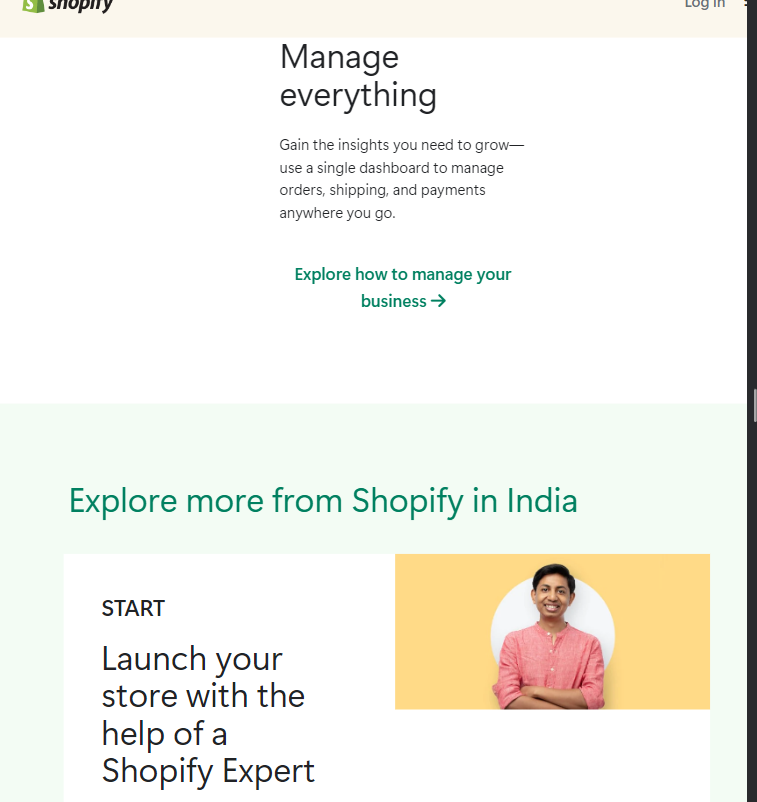 shopify
Log in
Manage
everything
Gain the insights you need to grow—
use a single dashboard to manage
orders, shipping, and payments
anywhere you go.
Explore how to manage your
business →
Explore more from Shopify in India
START
Launch your
store with the
help of a
Shopify Expert